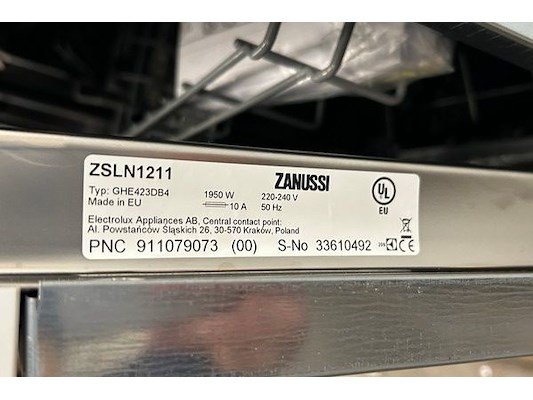 ZSLN1211
ZANUSSI
Typ: GHE423DB4
Made in EU
1950 W
10 A
220-240 V
50 Hz
UL
EU
Electrolux Appliances AB, Central contact point:
Al. Powstańców Śląskich 26, 30-570 Kraków, Poland
PNC 911079073 (00) S-No 33610492
CE